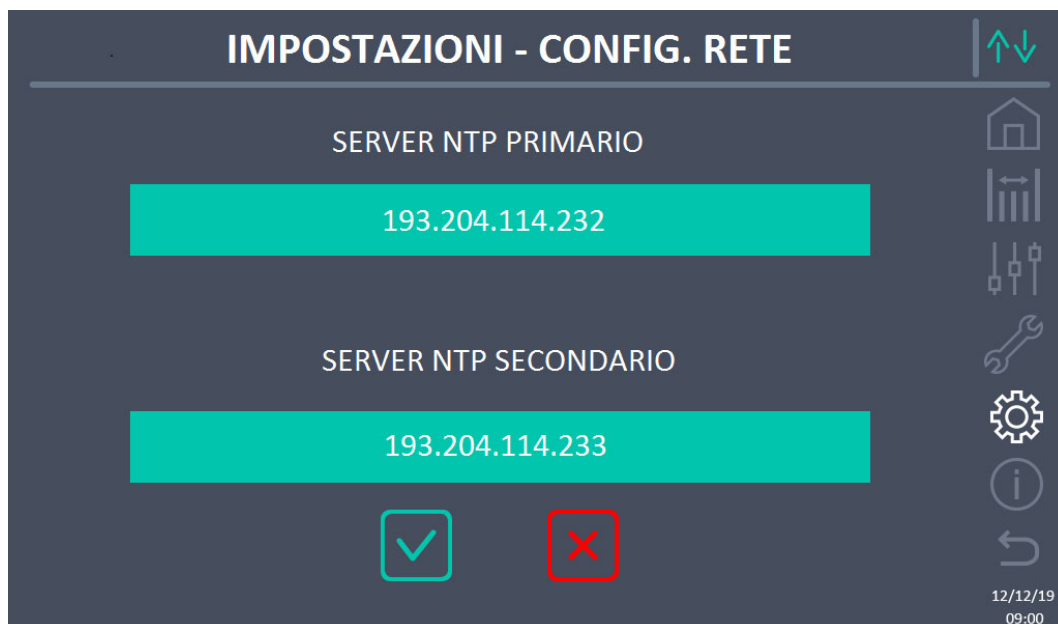 IMPOSTAZIONI - CONFIG. RETE
SERVER NTP PRIMARIO
193.204.114.232
SERVER NTP SECONDARIO
193.204.114.233
12/12/19
09:00